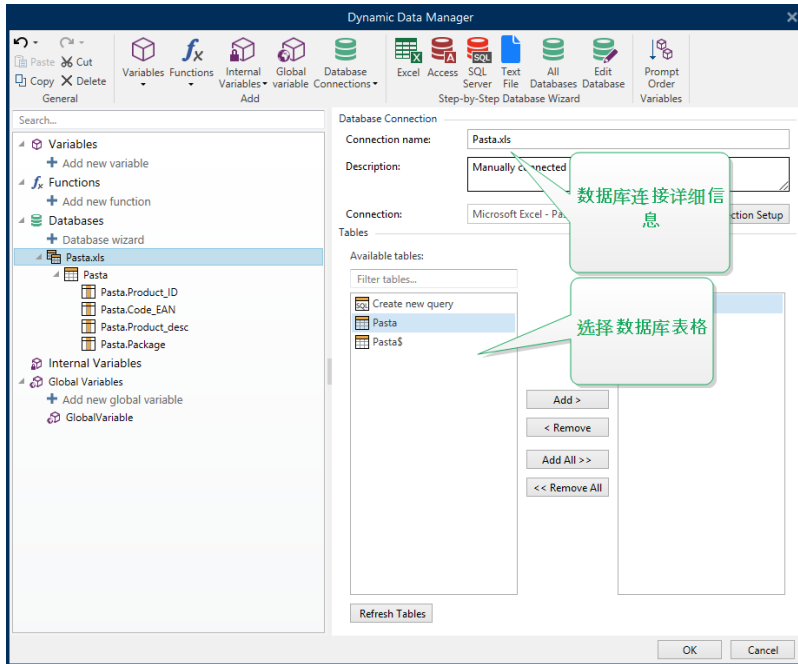 Dynamic Data Manager
Paste Cut
Copy Delete
General
Variables Functions Internal Variables Global variable Database Connections
Add
Excel Access SQL Server Text File All Databases Edit Database
Step-by-Step Database Wizard
Prompt Order
Variables
Search...
Variables
Add new variable
Functions
Add new function
Databases
Database wizard
Pasta.xls
Pasta
Pasta.Product_ID
Pasta.Code_EAN
Pasta.Product_desc
Pasta.Package
Internal Variables
Global Variables
Add new global variable
GlobalVariable
Database Connection
Connection name: Pasta.xls
Description: Manually connected
Connection: Microsoft Excel - Pa
ction Setup
数据库连接详细信
息
Tables
Available tables:
Filter tables...
SQL Create new query
Pasta
Pasta$
选择数据库表格
Add >
< Remove
Add All >>
<< Remove All
Refresh Tables
OK Cancel